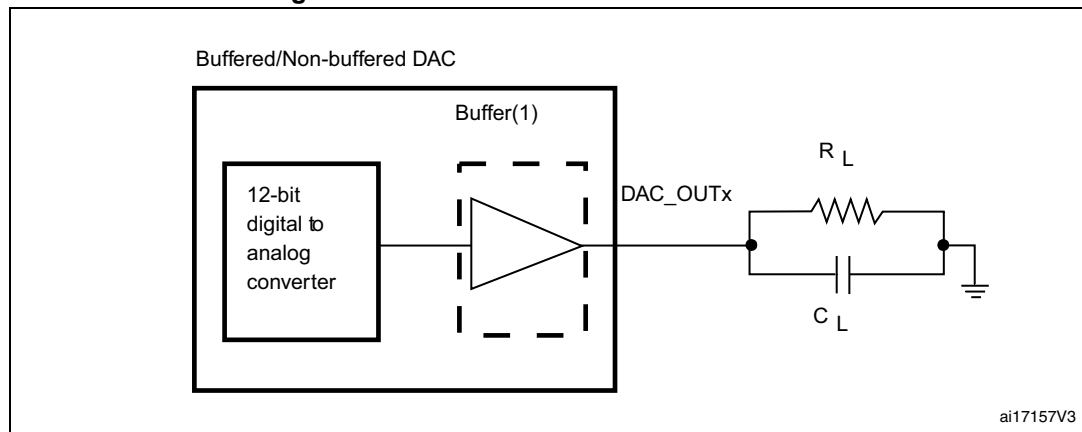 Buffered/Non-buffered DAC
Buffer(1)
12-bit
digital to
analog
converter
DAC_OUTx
R L
C L
ai17157V3